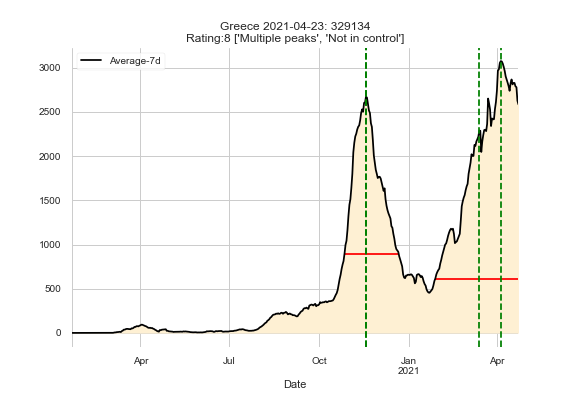 Greece 2021-04-23: 329134
Rating:8 ['Multiple peaks', 'Not in control']
Average-7d
3000
2500
2000
1500
1000
500
0
Apr
Jul
Oct
Jan
2021
Apr
Date